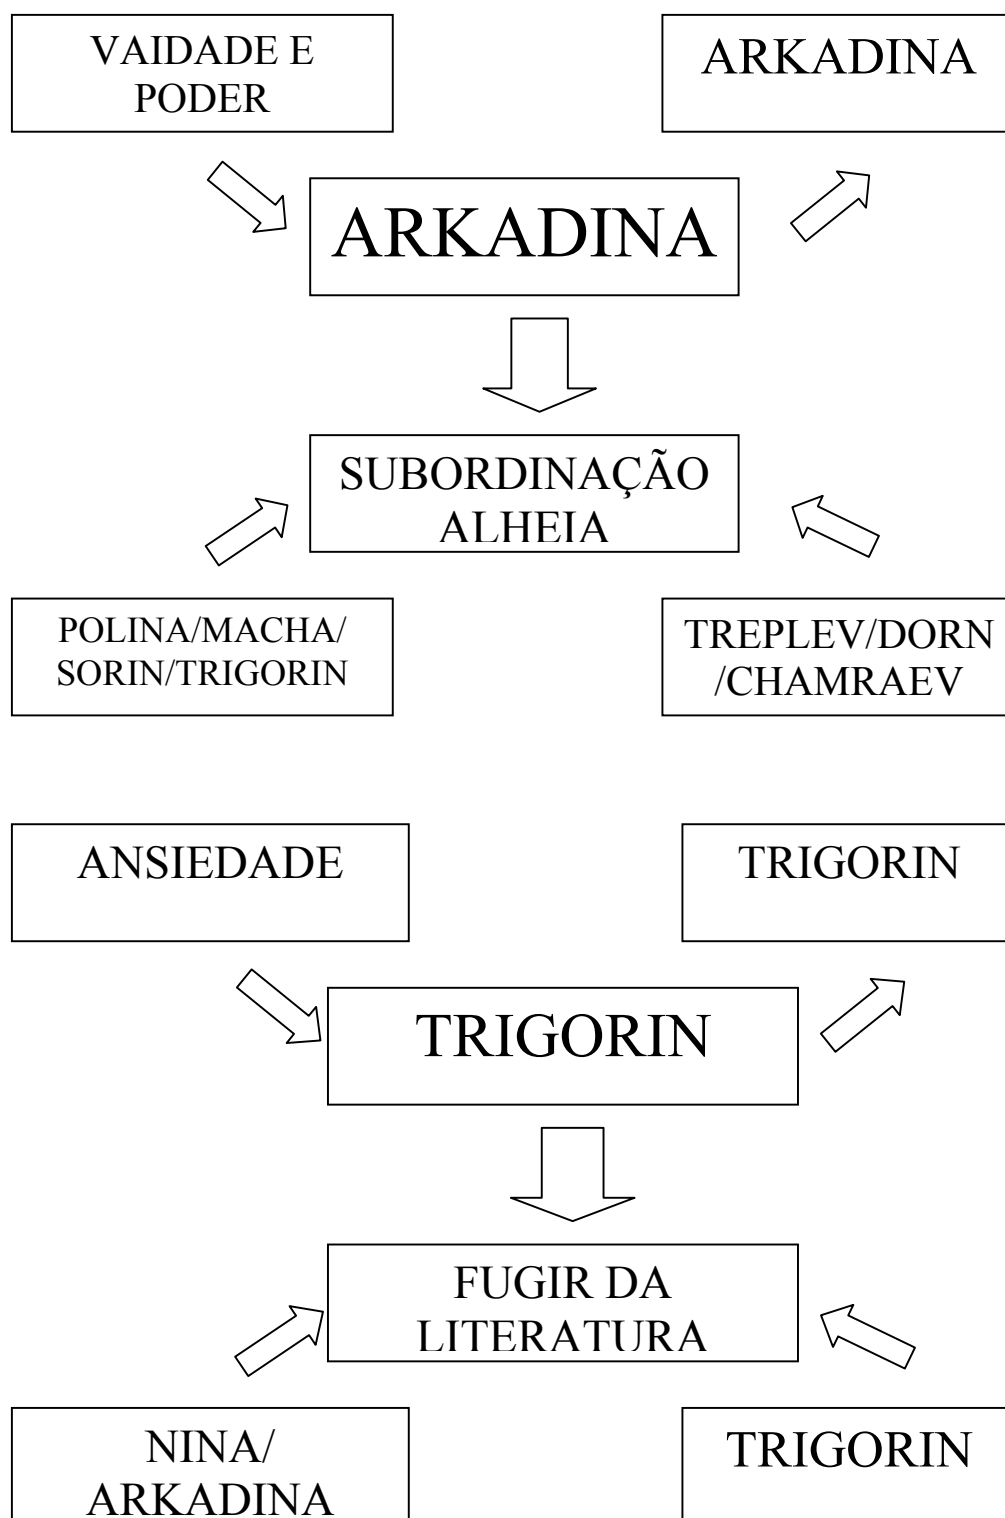 VAIDADE E
PODER
ARKADINA
ARKADINA
SUBORDINAÇÃO
ALHEIA
POLINA/MACHA/
SORIN/TRIGORIN
TREPLEV/DORN
/CHAMRAEV
ANSIEDADE
TRIGORIN
TRIGORIN
FUGIR DA
LITERATURA
NINA/
ARKADINA
TRIGORIN